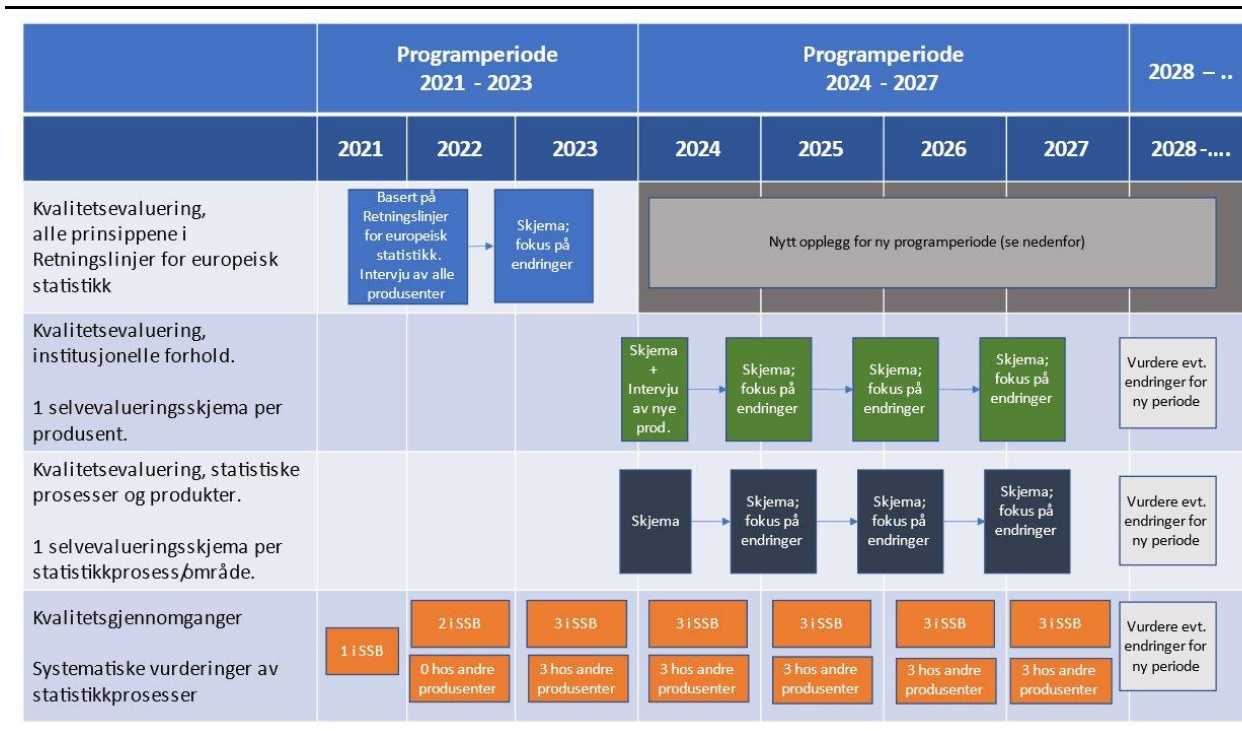 Programperiode
2021 - 2023
Programperiode
2024 - 2027
2028 – ..
2021
2022
2023
2024
2025
2026
2027
2028-....
Kvalitetsevaluering,
alle prinsippene i
Retningslinjer for europeisk
statistikk
Basert på
Retningslinjer
for europeisk
statistikk.
Intervju av alle
produsenter
Skjema;
fokus på
endringer
Nytt opplegg for ny programperiode (se nedenfor)
Kvalitetsevaluering,
institusjonelle forhold.
1 selvevalueringsskjema per
produsent.
Skjema
+
Intervju
av nye
prod.
Skjema;
fokus på
endringer
Skjema;
fokus på
endringer
Skjema;
fokus på
endringer
Vurdere evt.
endringer for
ny periode
Kvalitetsevaluering, statistiske
prosesser og produkter.
1 selvevalueringsskjema per
statistikkprosess/område.
Skjema
Skjema;
fokus på
endringer
Skjema;
fokus på
endringer
Skjema;
fokus på
endringer
Vurdere evt.
endringer for
ny periode
Kvalitetsgjennomganger
Systematiske vurderinger av
statistikkprosesser
1 i SSB
2 i SSB
0 hos andre
produsenter
3 i SSB
3 hos andre
produsenter
3 i SSB
3 hos andre
produsenter
3 i SSB
3 hos andre
produsenter
3 i SSB
3 hos andre
produsenter
3 i SSB
3 hos andre
produsenter
Vurdere evt.
endringer for
ny periode